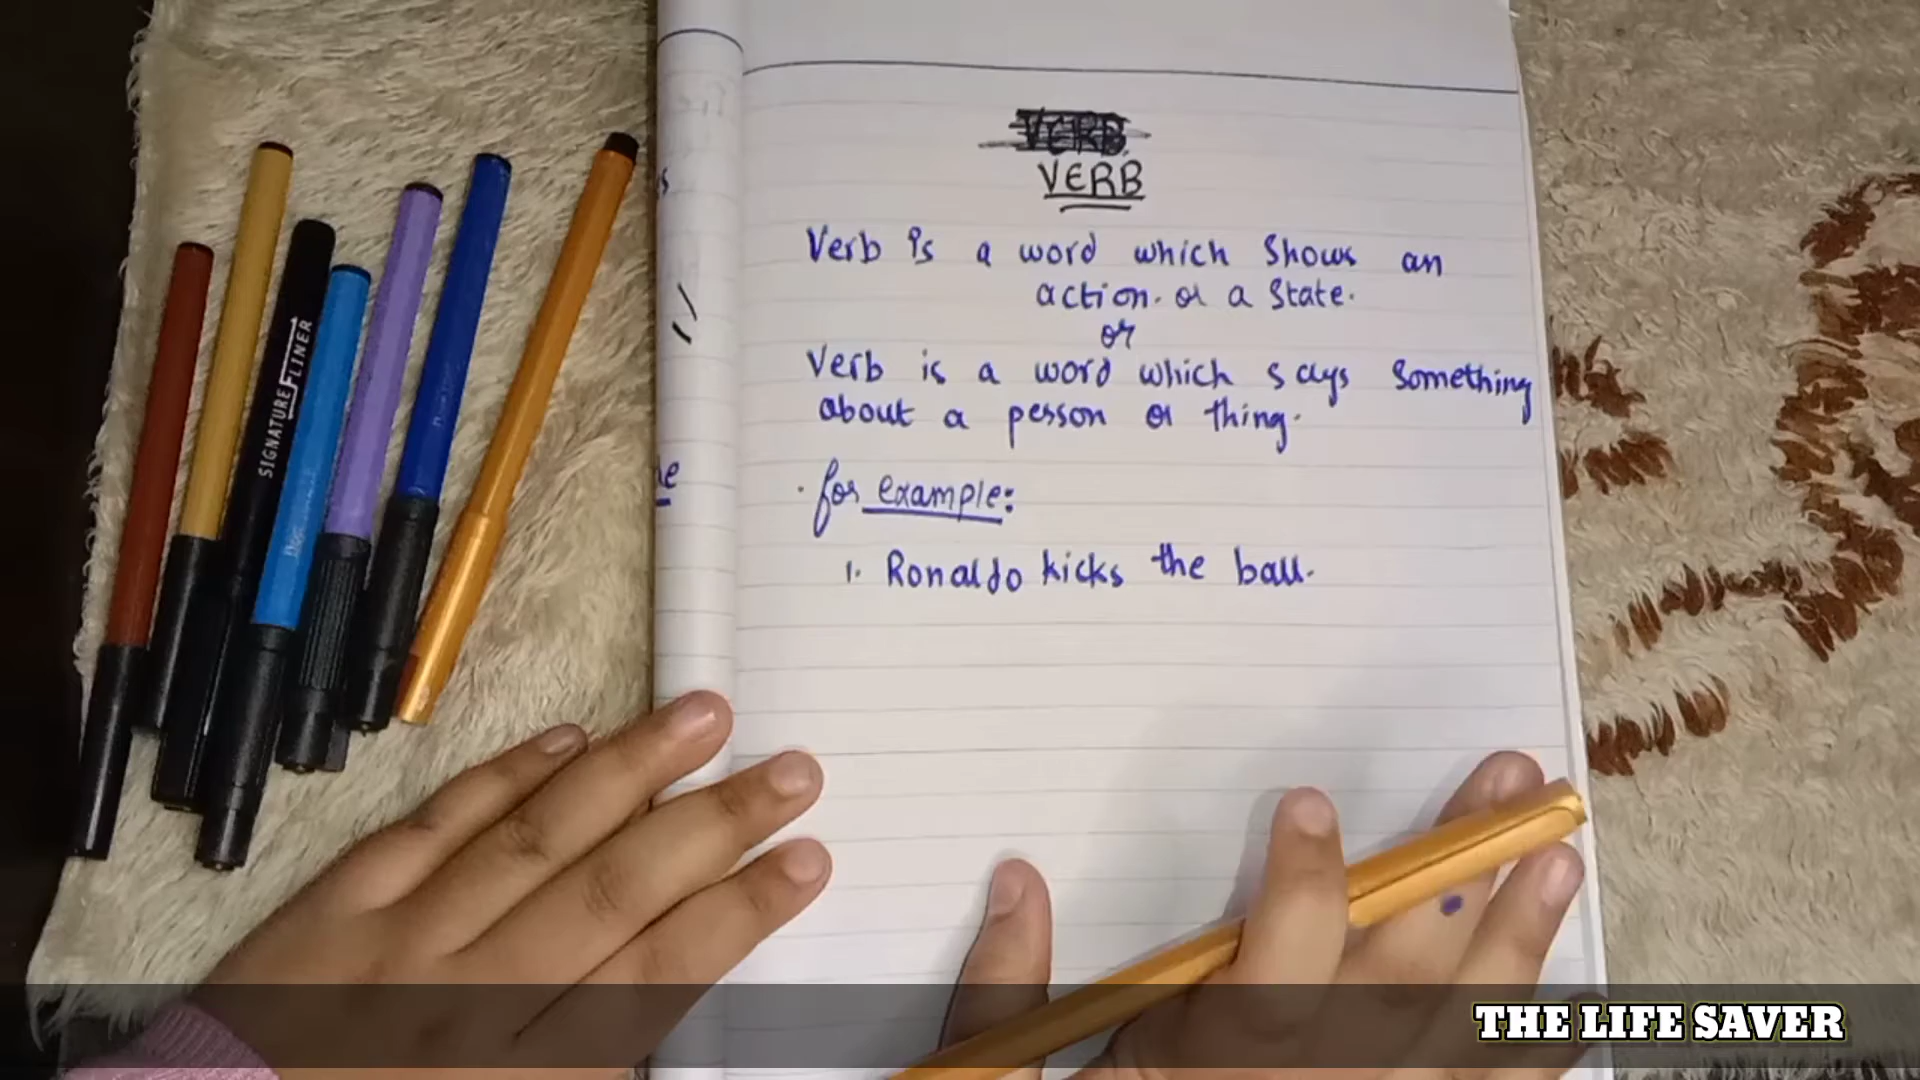 VERB
VERB
Verb is a word which Shows an
action. or a State.
or
Verb is a word which says Something
about a person or thing.
. for example:
1. Ronaldo kicks the ball.
SIGNATURE FLINER
THE LIFE SAVER